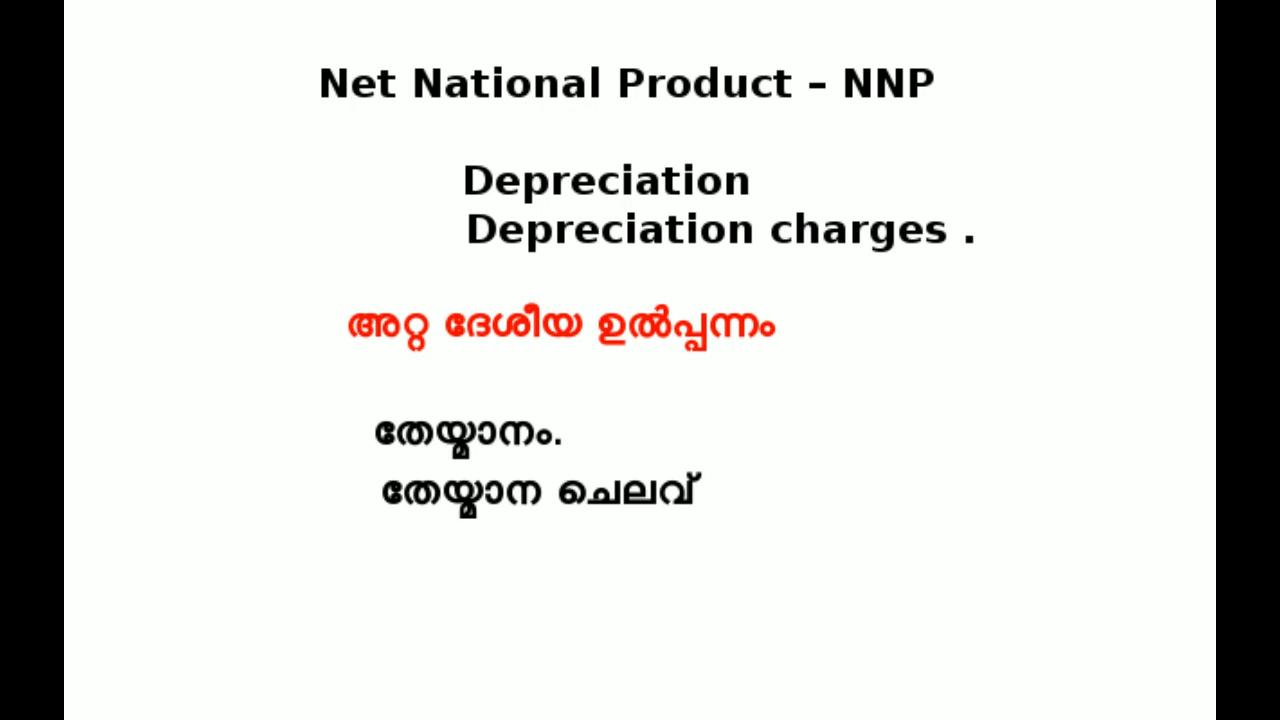 Net National Product – NNP
Depreciation
Depreciation charges .
അറ്റ ദേശീയ ഉൽപ്പന്നം
തേയ്മാനം.
തേയ്മാന ചെലവ്